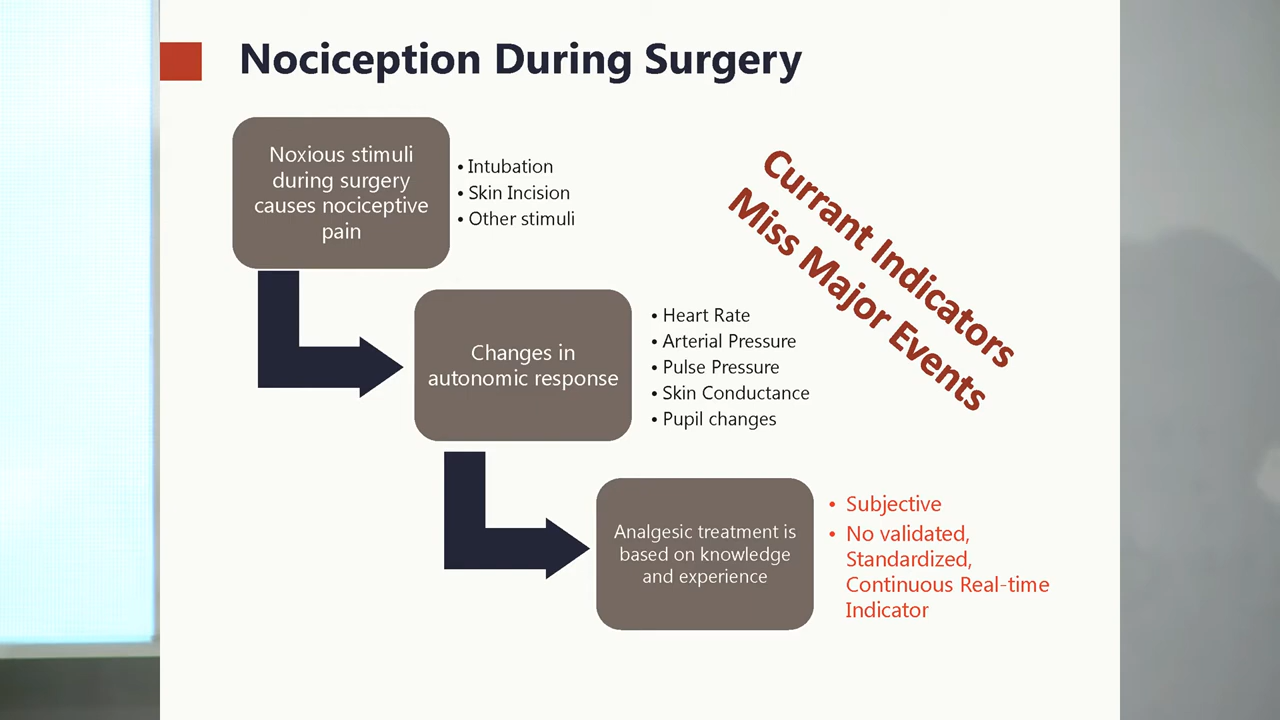 Nociception During Surgery
Noxious stimuli
during surgery
causes nociceptive
pain
• Intubation
• Skin Incision
• Other stimuli
Currant Indicators
Miss Major Events
Changes in
autonomic response
• Heart Rate
• Arterial Pressure
• Pulse Pressure
• Skin Conductance
• Pupil changes
Analgesic treatment is
based on knowledge
and experience
• Subjective
• No validated,
Standardized,
Continuous Real-time
Indicator